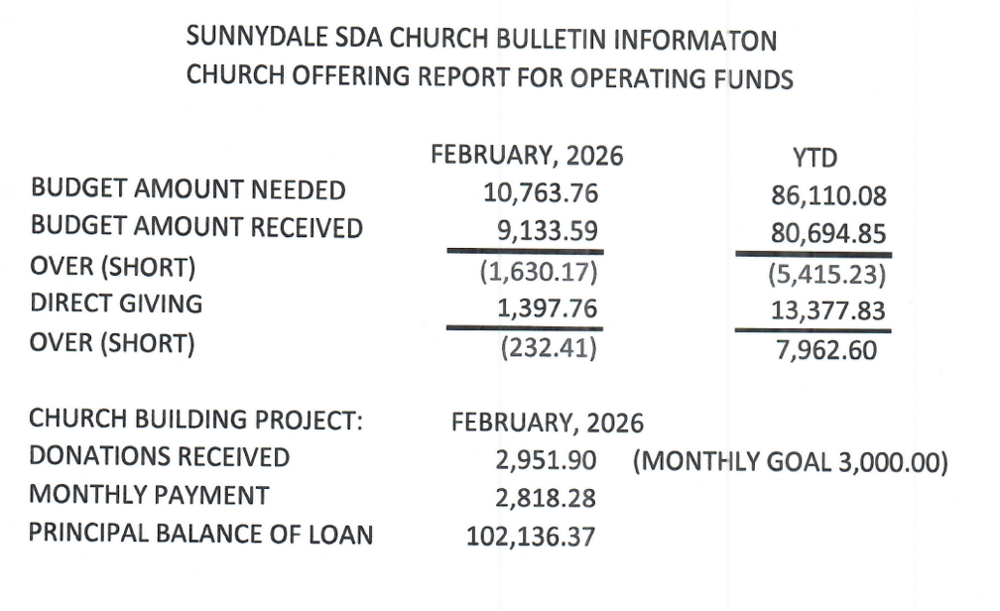 SUNNYDALE SDA CHURCH BULLETIN INFORMATON
CHURCH OFFERING REPORT FOR OPERATING FUNDS
FEBRUARY, 2026 YTD
BUDGET AMOUNT NEEDED 10,763.76 86,110.08
BUDGET AMOUNT RECEIVED 9,133.59 80,694.85
OVER (SHORT) (1,630.17) (5,415.23)
DIRECT GIVING 1,397.76 13,377.83
OVER (SHORT) (232.41) 7,962.60
CHURCH BUILDING PROJECT: FEBRUARY, 2026
DONATIONS RECEIVED 2,951.90 (MONTHLY GOAL 3,000.00)
MONTHLY PAYMENT 2,818.28
PRINCIPAL BALANCE OF LOAN 102,136.37